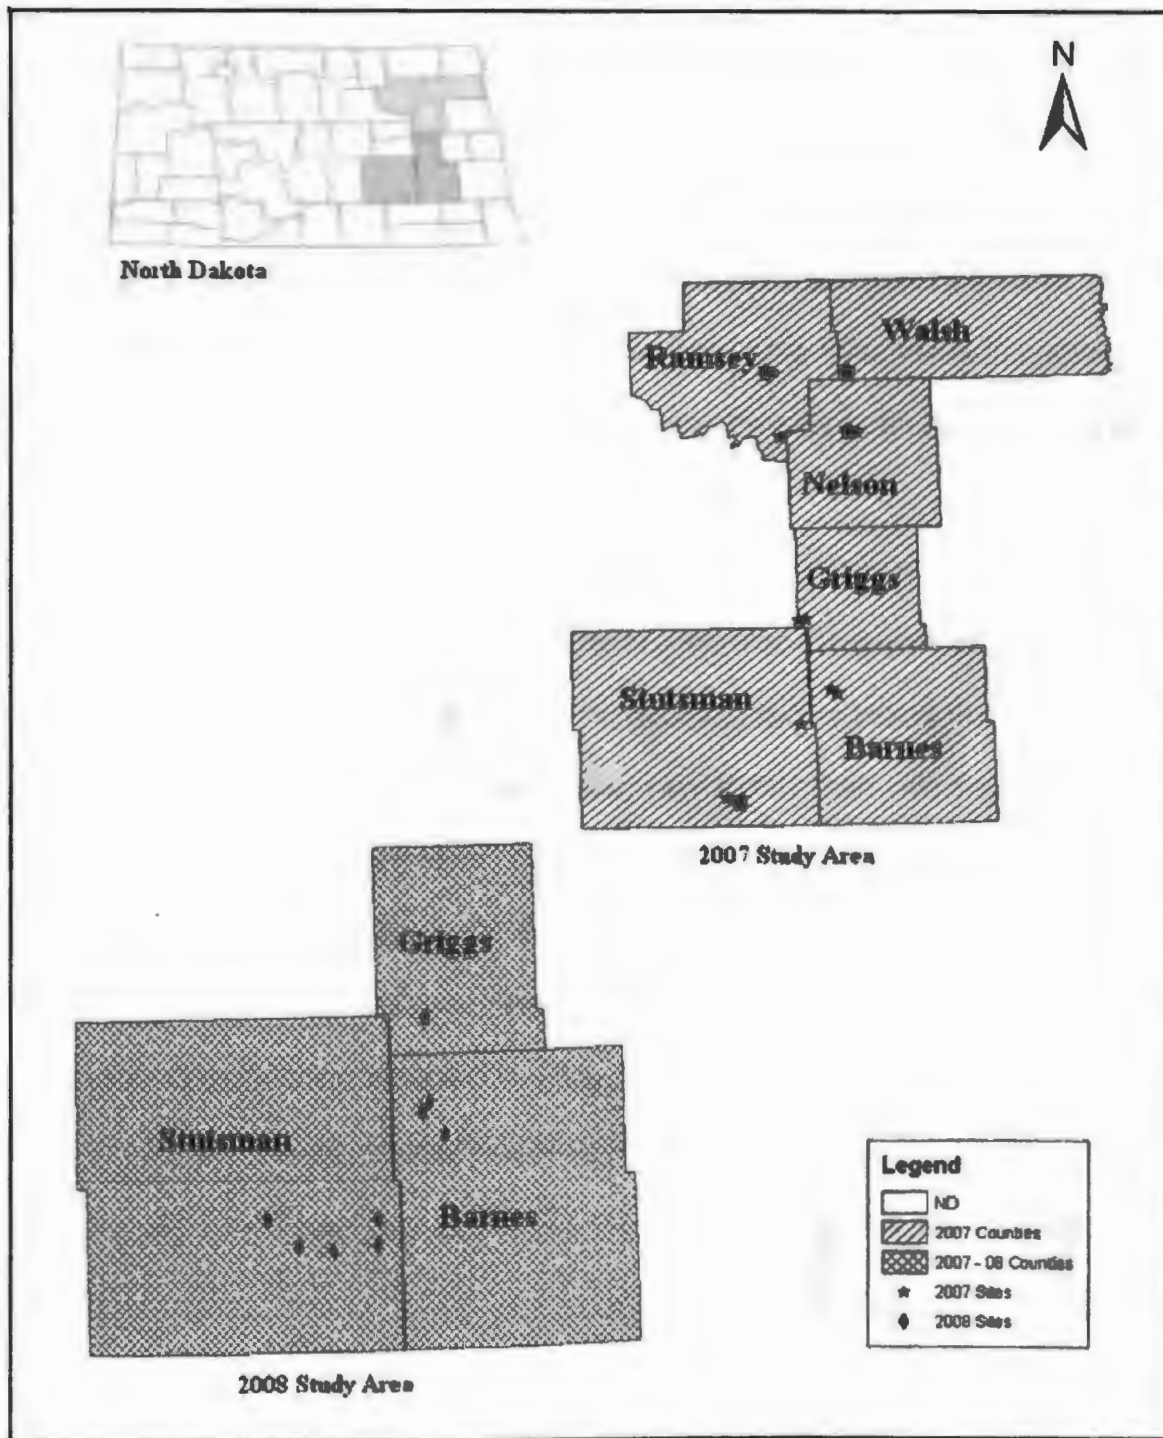 N
North Dakota
Walsh
Ramsey
Nelson
Griggs
Stutsman
Barnes
2007 Study Area
Griggs
Stutsman
Barnes
2008 Study Area
Legend
ND
2007 Counties
2007 - 08 Counties
2007 Sites
2008 Sites